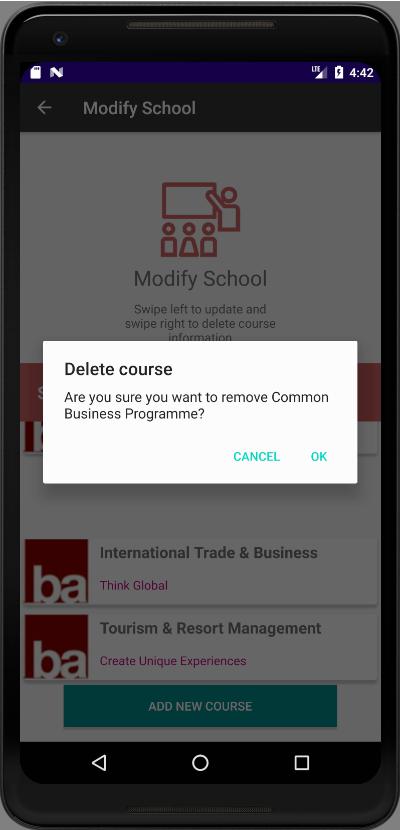 LTE 4:42
Modify School
Modify School
Swipe left to update and
swipe right to delete course
information
Delete course
Are you sure you want to remove Common
Business Programme?
CANCEL OK
ba
ba
International Trade & Business
Think Global
ba
Tourism & Resort Management
Create Unique Experiences
ADD NEW COURSE